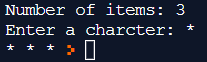 Number of items: 3
Enter a charcter: *
* * * >